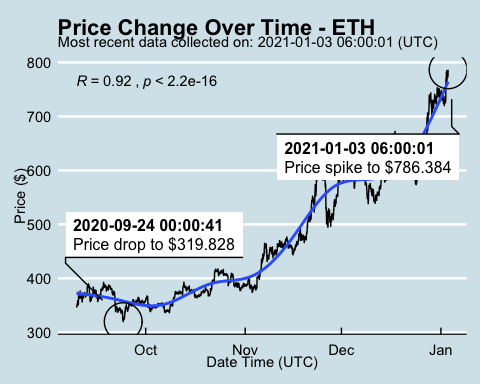 Price Change Over Time - ETH
Most recent data collected on: 2021-01-03 06:00:01 (UTC)
800
R = 0.92 , p < 2.2e-16
700
2021-01-03 06:00:01
Price spike to $786.384
600
Price ($)
500
2020-09-24 00:00:41
Price drop to $319.828
400
300
Oct Nov Dec Jan
Date Time (UTC)